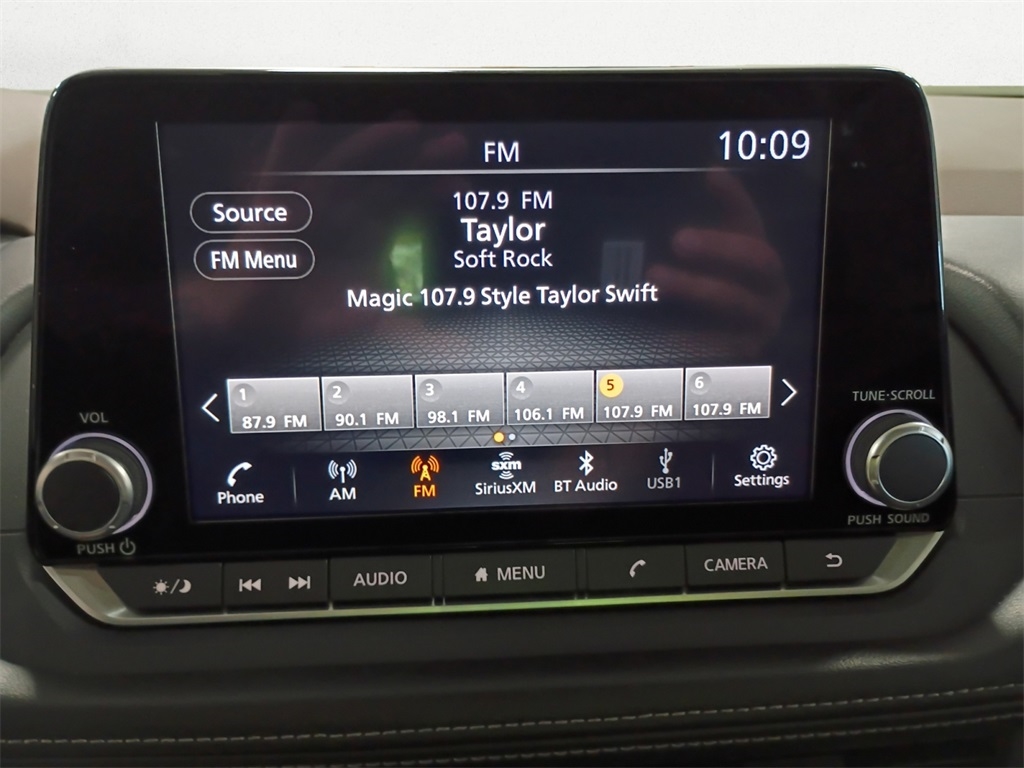 FM
10:09
Source
FM Menu
107.9 FM
Taylor
Soft Rock
Magic 107.9 Style Taylor Swift
1
87.9 FM
2
90.1 FM
3
98.1 FM
4
106.1 FM
5
107.9 FM
6
107.9 FM
Phone
AM
FM
sxm
SiriusXM
BT Audio
USB1
Settings
VOL
PUSH
TUNE·SCROLL
PUSH SOUND
AUDIO
MENU
CAMERA